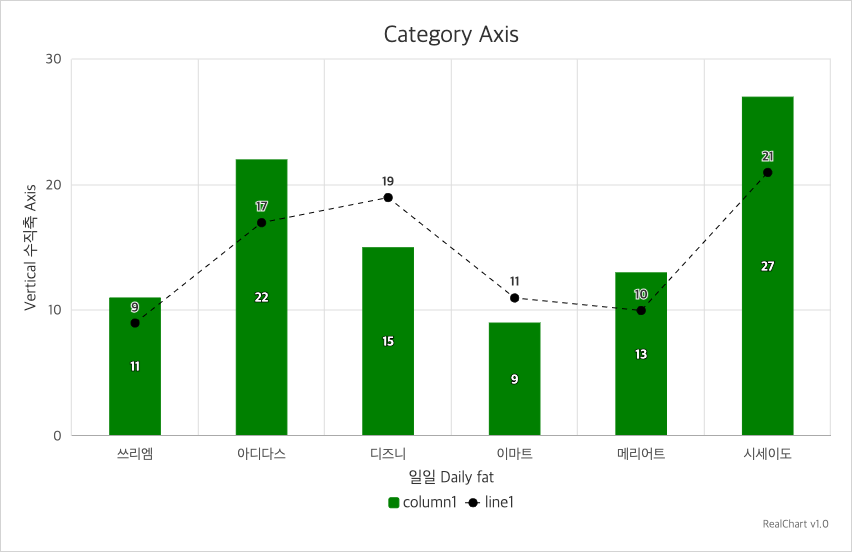 Category Axis
30
20
10
0
Vertical 수직축 Axis
9
17
19
11
10
21
11
22
15
9
13
27
쓰리엠 아디다스 디즈니 이마트 메리어트 시세이도
일일 Daily fat
column1 line1
RealChart v1.0